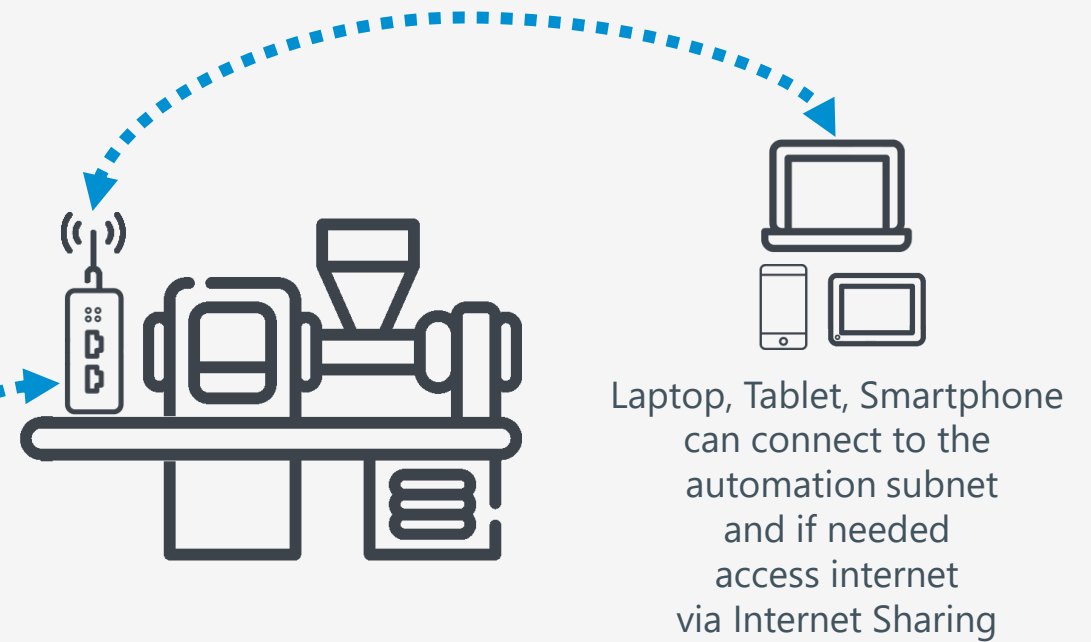 Laptop, Tablet, Smartphone
can connect to the
automation subnet
and if needed
access internet
via Internet Sharing